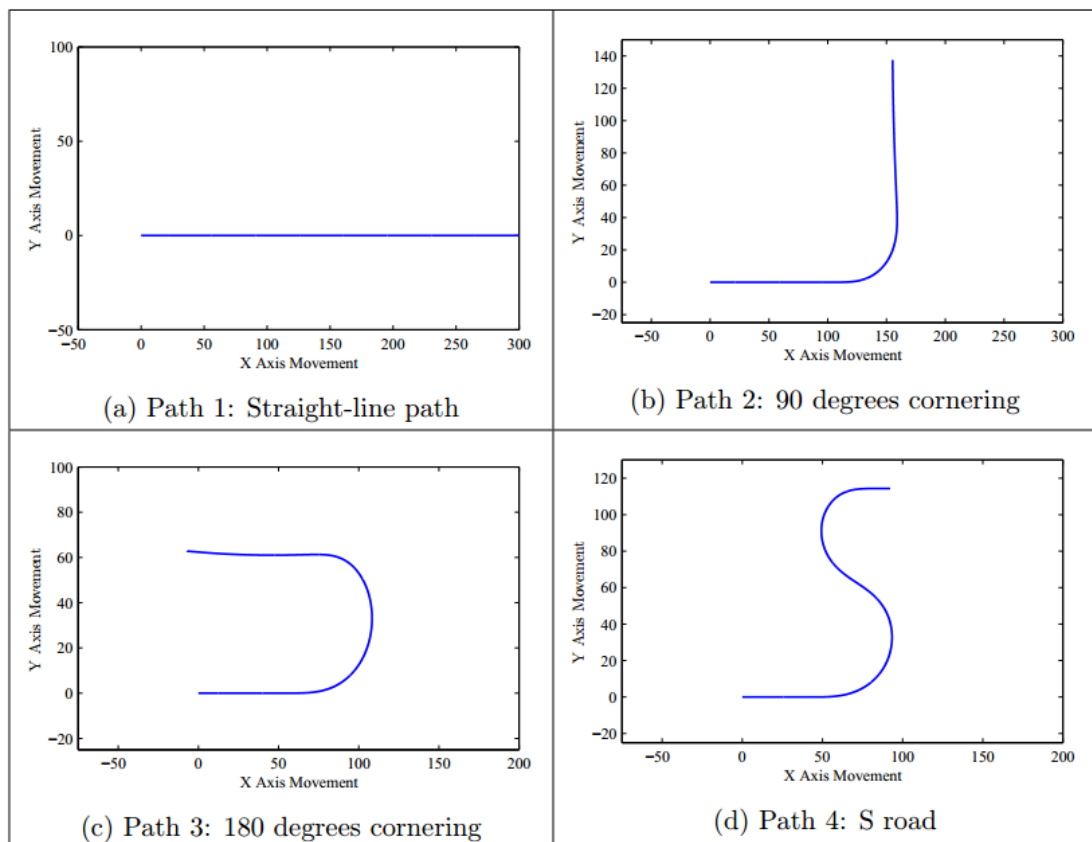 100
50
0
−50
−50 0 50 100 150 200 250 300
Y Axis Movement
X Axis Movement
(a) Path 1: Straight-line path
140
120
100
80
60
40
20
0
−20
−50 0 50 100 150 200 250 300
Y Axis Movement
X Axis Movement
(b) Path 2: 90 degrees cornering
100
80
60
40
20
0
−20
−50 0 50 100 150 200
Y Axis Movement
X Axis Movement
(c) Path 3: 180 degrees cornering
120
100
80
60
40
20
0
−20
−50 0 50 100 150 200
Y Axis Movement
X Axis Movement
(d) Path 4: S road